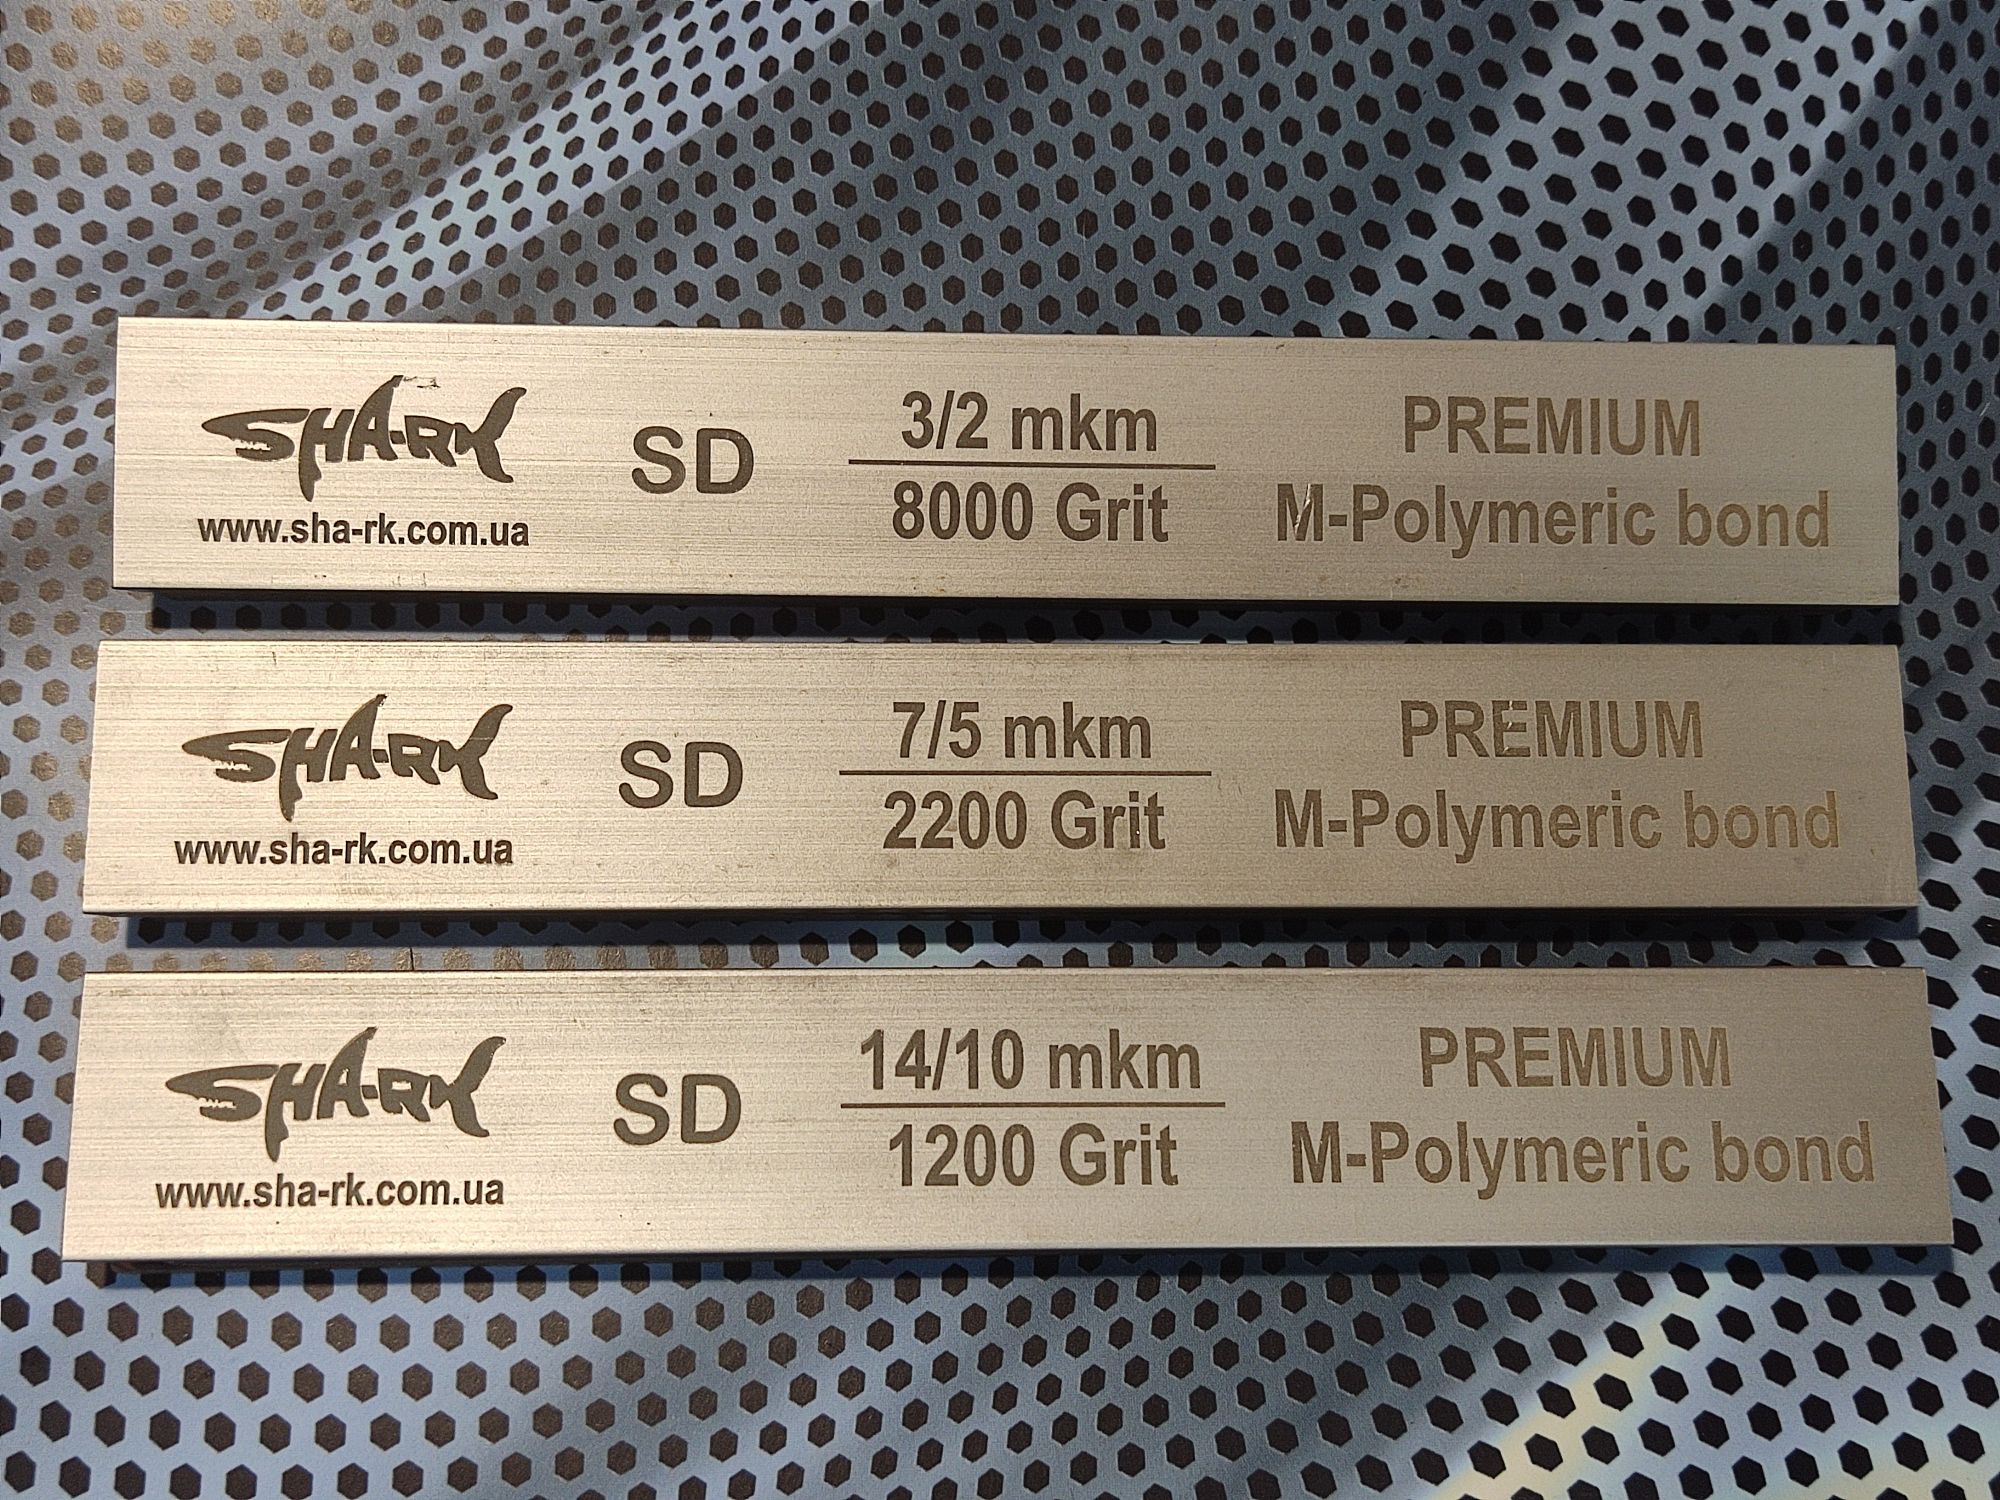 SHA-RK
www.sha-rk.com.ua
SD
3/2 mkm
8000 Grit
PREMIUM
M-Polymeric bond
SHA-RK
www.sha-rk.com.ua
SD
7/5 mkm
2200 Grit
PREMIUM
M-Polymeric bond
SHA-RK
www.sha-rk.com.ua
SD
14/10 mkm
1200 Grit
PREMIUM
M-Polymeric bond